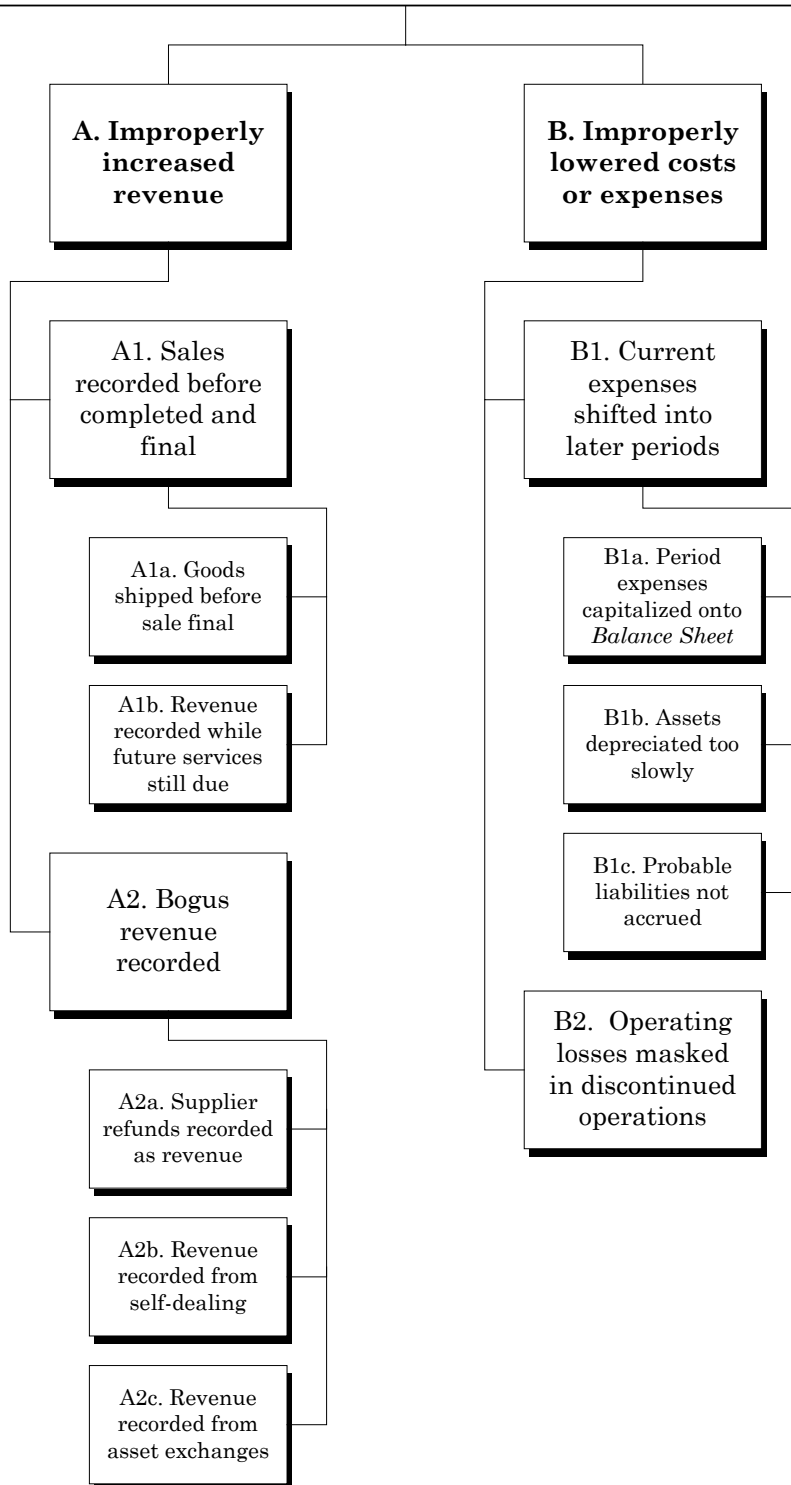 A. Improperly
increased
revenue
A1. Sales
recorded before
completed and
final
A1a. Goods
shipped before
sale final
A1b. Revenue
recorded while
future services
still due
A2. Bogus
revenue
recorded
A2a. Supplier
refunds recorded
as revenue
A2b. Revenue
recorded from
self-dealing
A2c. Revenue
recorded from
asset exchanges
B. Improperly
lowered costs
or expenses
B1. Current
expenses
shifted into
later periods
B1a. Period
expenses
capitalized onto
Balance Sheet
B1b. Assets
depreciated too
slowly
B1c. Probable
liabilities not
accrued
B2. Operating
losses masked
in discontinued
operations